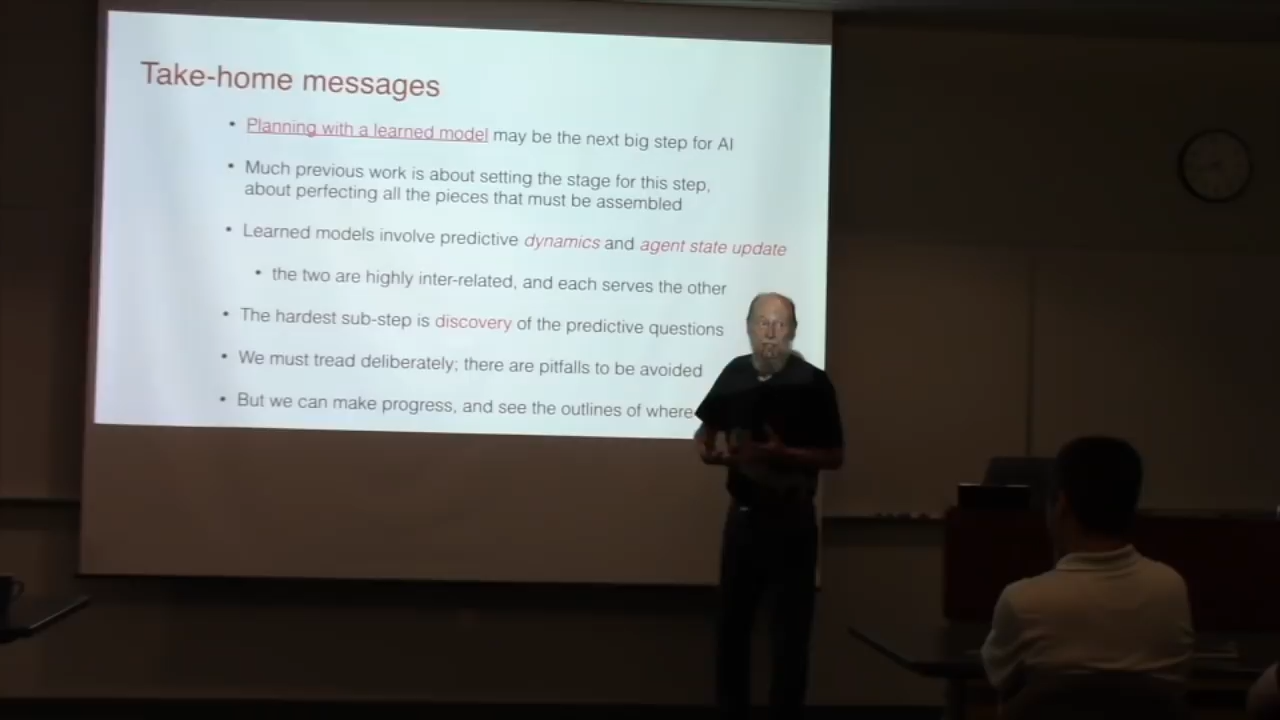 Take-home messages
• Planning with a learned model may be the next big step for AI
• Much previous work is about setting the stage for this step,
about perfecting all the pieces that must be assembled
• Learned models involve predictive dynamics and agent state update
• the two are highly inter-related, and each serves the other
• The hardest sub-step is discovery of the predictive questions
• We must tread deliberately; there are pitfalls to be avoided
• But we can make progress, and see the outlines of where